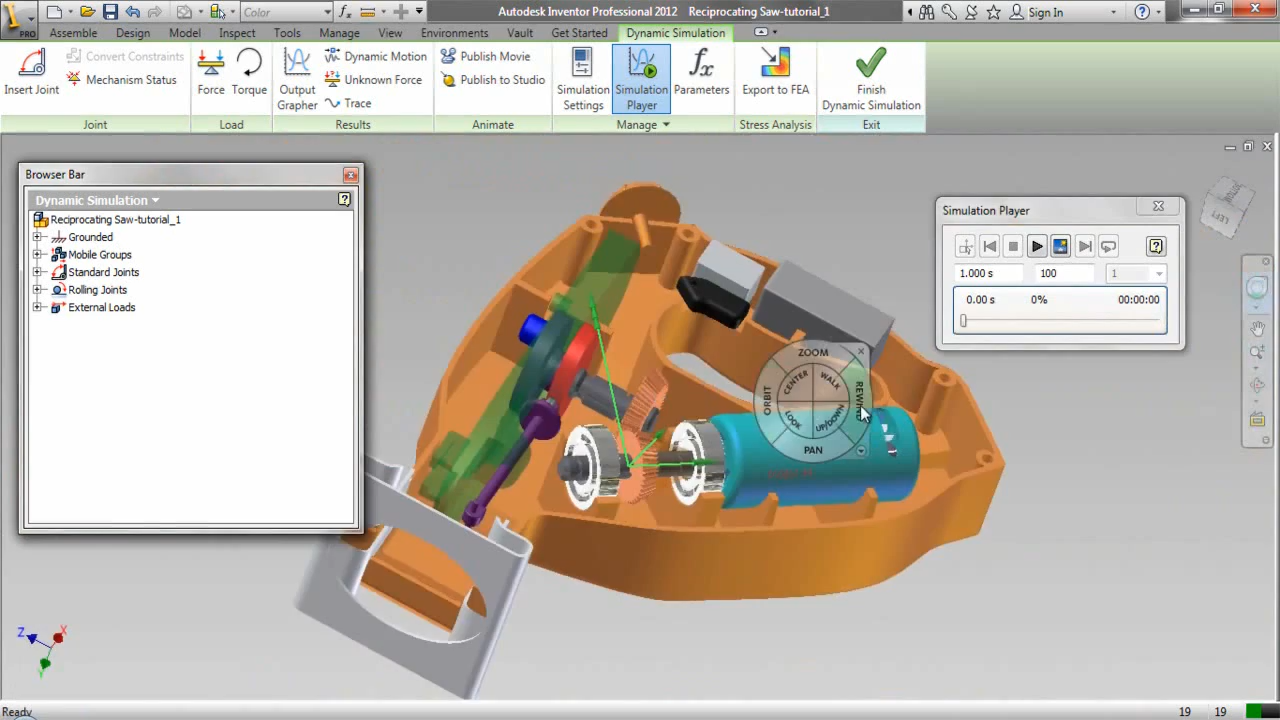 PRO
Color
Autodesk Inventor Professional 2012 Reciprocating Saw-tutorial_1
Sign In
Assemble Design Model Inspect Tools Manage View Environments Vault Get Started Dynamic Simulation
Insert Joint
Convert Constraints
Mechanism Status
Joint
Force Torque
Load
Output Grapher
Dynamic Motion
Unknown Force
Trace
Results
Publish Movie
Publish to Studio
Animate
Simulation Settings
Simulation Player
fx
Parameters
Manage
Export to FEA
Stress Analysis
Finish Dynamic Simulation
Exit
Browser Bar
Dynamic Simulation
Reciprocating Saw-tutorial_1
Grounded
Mobile Groups
Standard Joints
Rolling Joints
External Loads
Simulation Player
1.000 s 100 1
0.00 s 0% 00:00:00
LEFT
ZOOM
CENTER WALK
ORBIT REWIND
LOOK UP/DOWN
PAN
Z X
Y
Ready 19 19